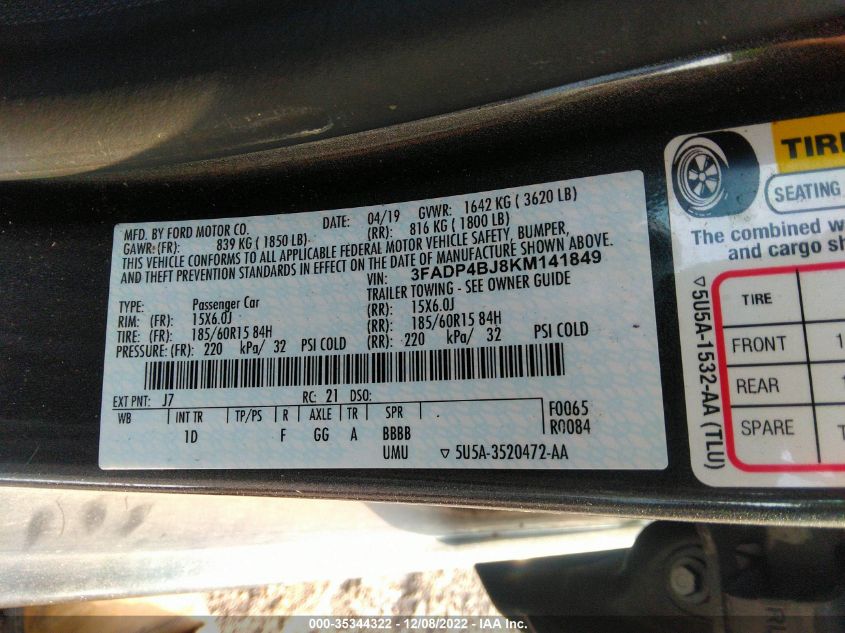 MFD. BY FORD MOTOR CO. DATE: 04/19 GVWR: 1642 KG ( 3620 LB)
GAWR:(FR): 839 KG ( 1850 LB). (RR): 816 KG ( 1800 LB)
THIS VEHICLE CONFORMS TO ALL APPLICABLE FEDERAL MOTOR VEHICLE SAFETY, BUMPER,
AND THEFT PREVENTION STANDARDS IN EFFECT ON THE DATE OF MANUFACTURE SHOWN ABOVE.
VIN: 3FADP4BJ8KM141849
TYPE: Passenger Car TRAILER TOWING - SEE OWNER GUIDE
RIM: (FR): 15X6.0J (RR): 15X6.0J
TIRE: (FR): 185/60R15 84H (RR): 185/60R15 84H
PRESSURE: (FR): 220 kPa/ 32 PSI COLD (RR): 220 kPa/ 32 PSI COLD
EXT PNT: J7 RC: 21 DSO:
WB INT TR TP/PS R AXLE TR SPR . F0065
1D F GG A BBBB R0084
UMU ▽ 5U5A-3520472-AA
SEATING
The combined
and cargo
▽5U5A-1532-AA (TLU)
TIRE
FRONT
REAR
SPARE
000-35344322 - 12/08/2022 - IAA Inc.